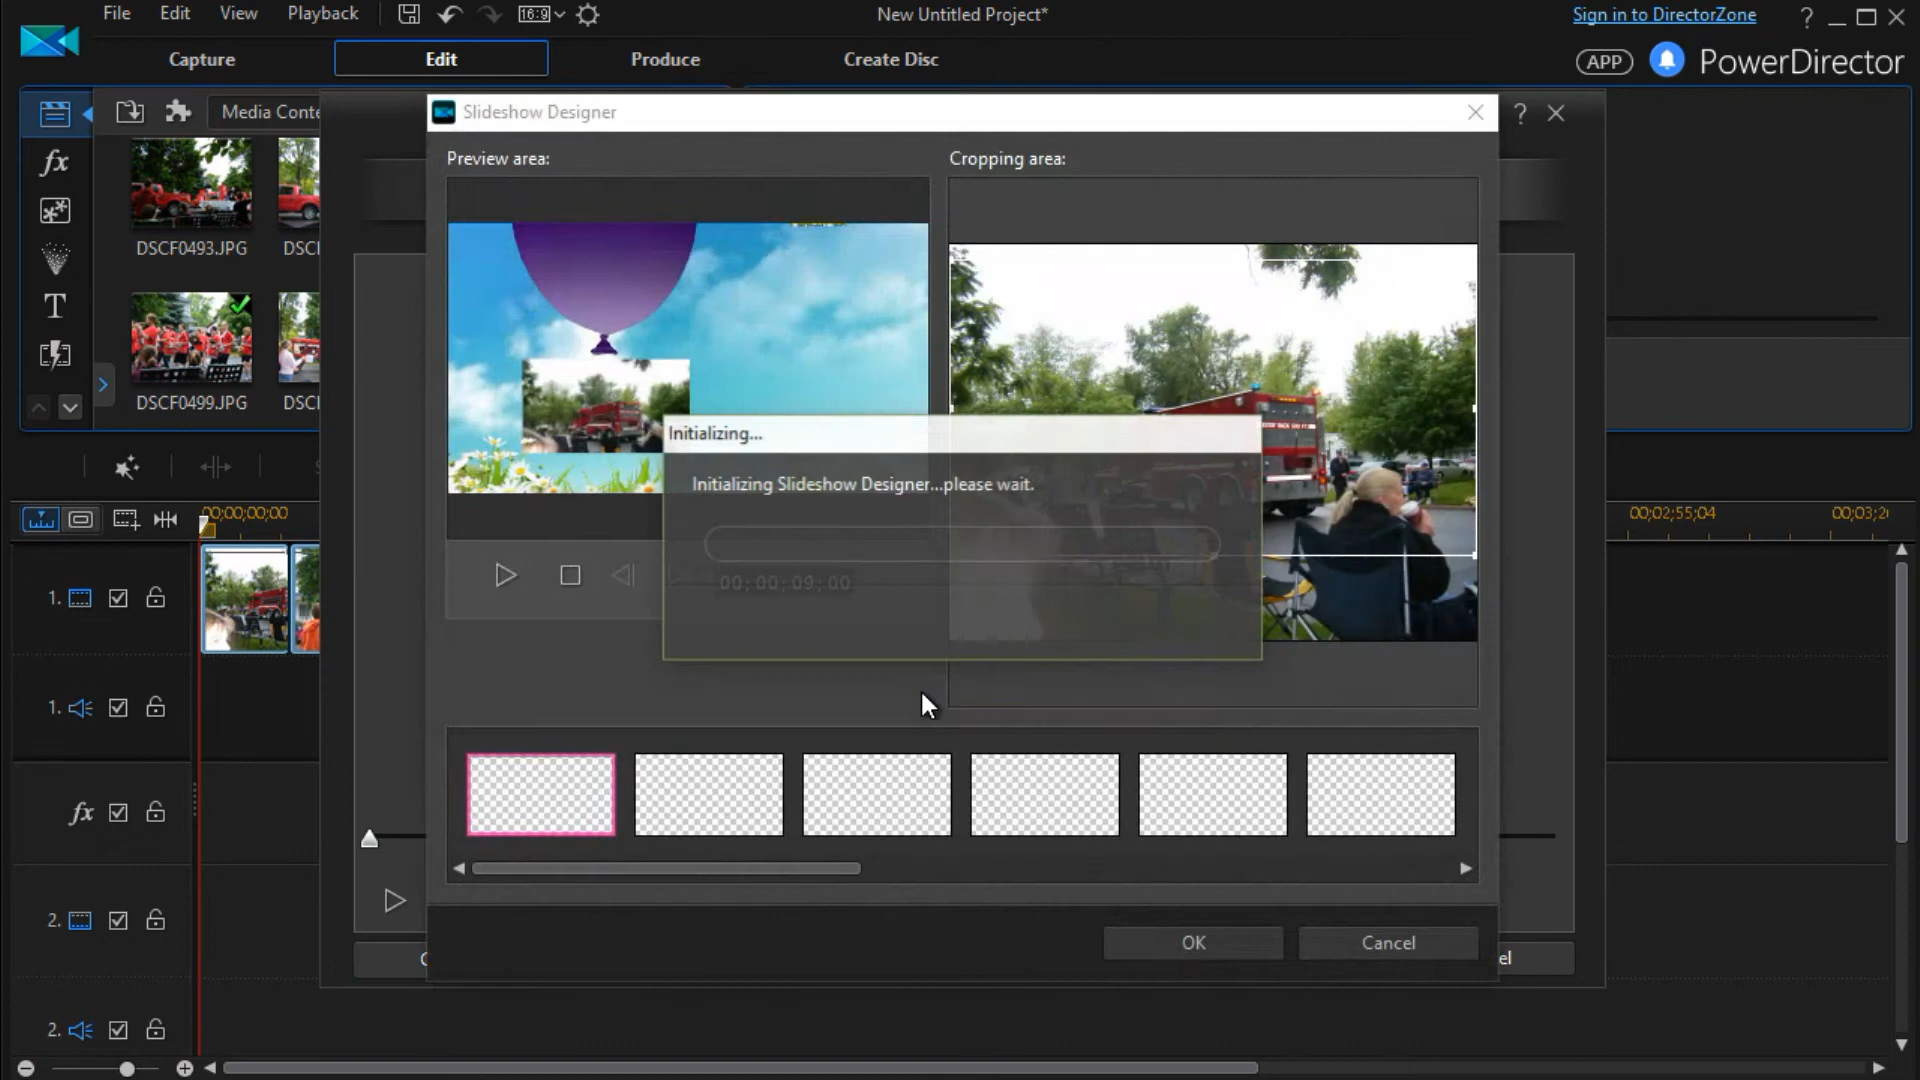 File Edit View Playback 16:9 New Untitled Project* Sign in to DirectorZone ?
Capture Edit Produce Create Disc APP PowerDirector
Media Conte
Slideshow Designer ?
Preview area: Cropping area:
fx
DSCF0493.JPG DSC
T
DSCF0499.JPG DSC
Initializing...
Initializing Slideshow Designer...please wait.
00;00;09;00
00;00;00;00 00;02;55;04 00;03;2
1.
1.
fx
2.
2.
OK Cancel
el